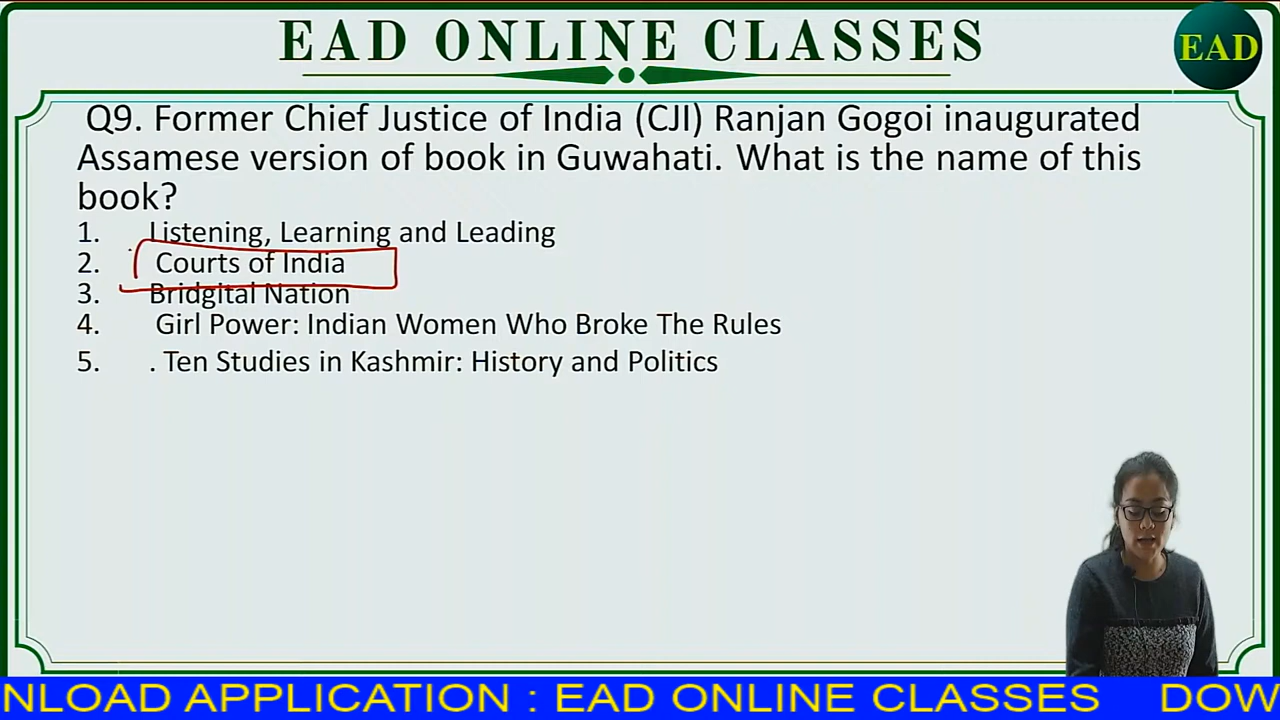 EAD ONLINE CLASSES
EAD
Q9. Former Chief Justice of India (CJI) Ranjan Gogoi inaugurated
Assamese version of book in Guwahati. What is the name of this
book?
1. Listening, Learning and Leading
2. Courts of India
3. Bridgital Nation
4. Girl Power: Indian Women Who Broke The Rules
5. . Ten Studies in Kashmir: History and Politics
NLOAD APPLICATION : EAD ONLINE CLASSES DOW